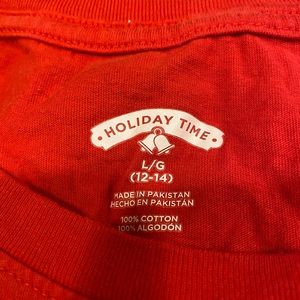 HOLIDAY TIME
L/G
(12-14)
MADE IN PAKISTAN
HECHO EN PAKISTÁN
100% COTTON
100% ALGODÓN